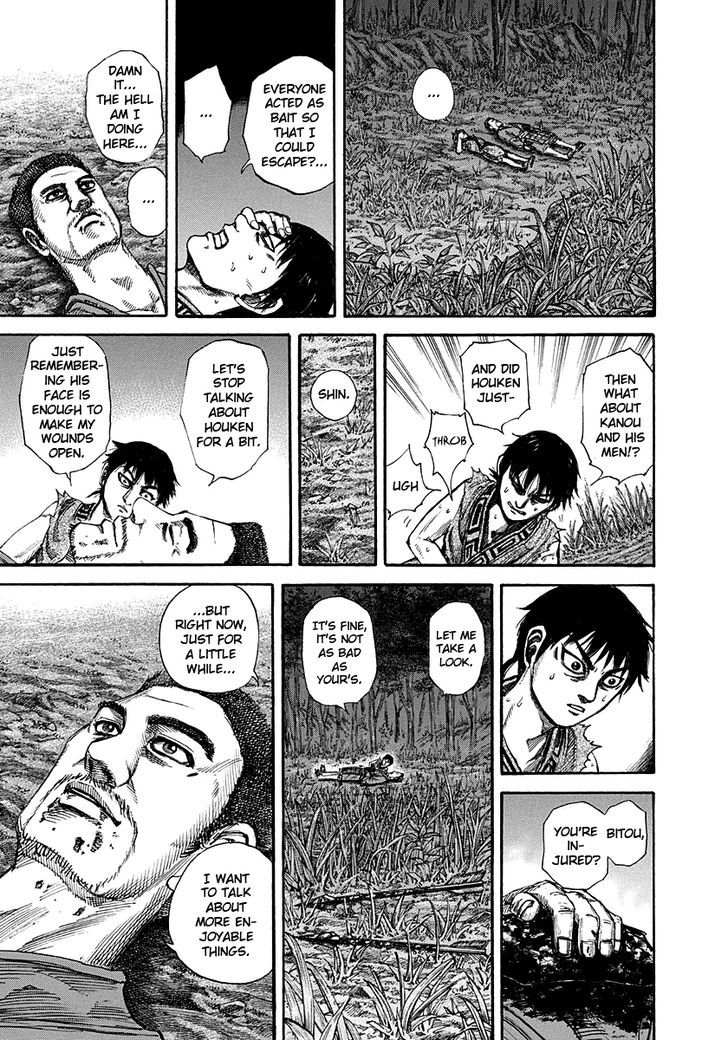 ...
EVERYONE
ACTED AS
BAIT SO
THAT I
COULD
ESCAPE?...
...
DAMN
IT...
THE HELL
AM I
DOING
HERE...
...
THEN
WHAT
ABOUT
KANOU
AND HIS
MEN!?
AND DID
HOUKEN
JUST-
THROB
UGH
SHIN.
LET'S
STOP
TALKING
ABOUT
HOUKEN
FOR A BIT.
JUST
REMEMBER-
ING HIS
FACE IS
ENOUGH TO
MAKE MY
WOUNDS
OPEN.
BITOU,
YOU'RE
IN-
JURED?
LET ME
TAKE A
LOOK.
IT'S FINE,
IT'S NOT
AS BAD
AS
YOUR'S.
...BUT
RIGHT NOW,
JUST FOR
A LITTLE
WHILE...
I WANT
TO TALK
ABOUT
MORE EN-
JOYABLE
THINGS.